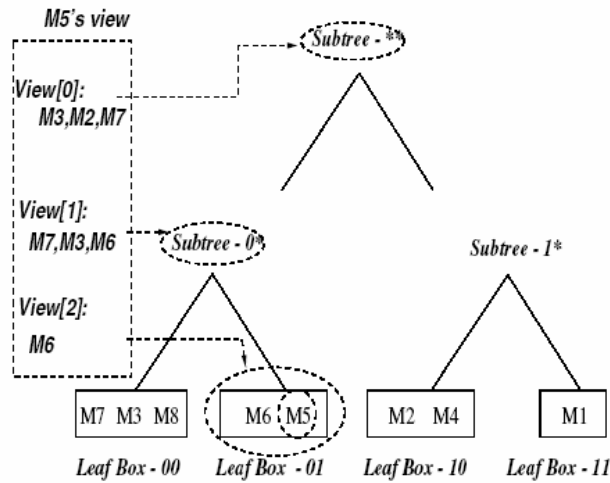 M5's view
Subtree - **
View[0]:
M3,M2,M7
View[1]:
M7,M3,M6
Subtree - 0*
Subtree - 1*
View[2]:
M6
M7 M3 M8
M6 M5
M2 M4
M1
Leaf Box - 00
Leaf Box - 01
Leaf Box - 10
Leaf Box - 11